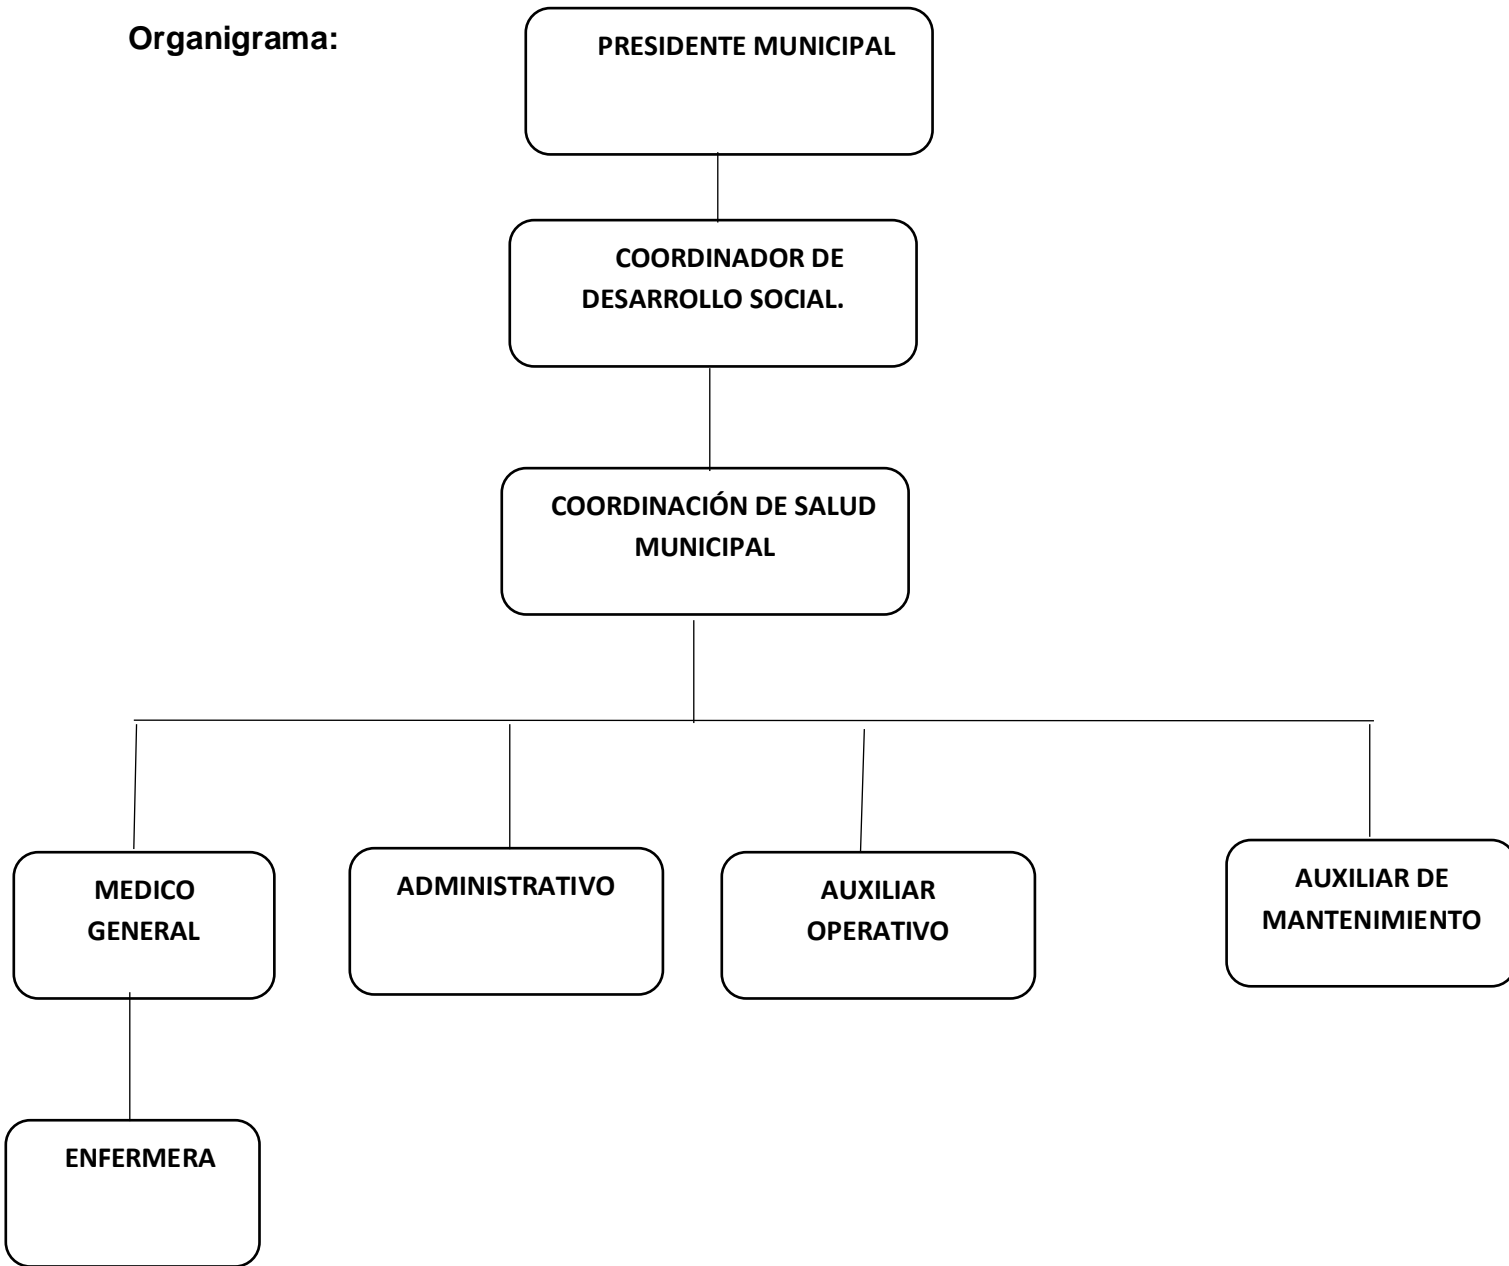 Organigrama:
PRESIDENTE MUNICIPAL
COORDINADOR DE
DESARROLLO SOCIAL.
COORDINACIÓN DE SALUD
MUNICIPAL
MEDICO
GENERAL
ADMINISTRATIVO
AUXILIAR
OPERATIVO
AUXILIAR DE
MANTENIMIENTO
ENFERMERA